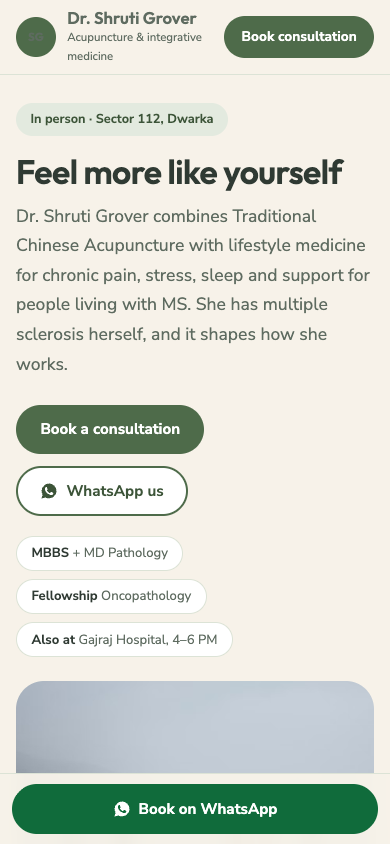 SG
Dr. Shruti Grover
Acupuncture & integrative
medicine
Book consultation
In person · Sector 112, Dwarka
Feel more like yourself
Dr. Shruti Grover combines Traditional
Chinese Acupuncture with lifestyle medicine
for chronic pain, stress, sleep and support for
people living with MS. She has multiple
sclerosis herself, and it shapes how she
works.
Book a consultation
WhatsApp us
MBBS + MD Pathology
Fellowship Oncopathology
Also at Gajraj Hospital, 4–6 PM
Book on WhatsApp